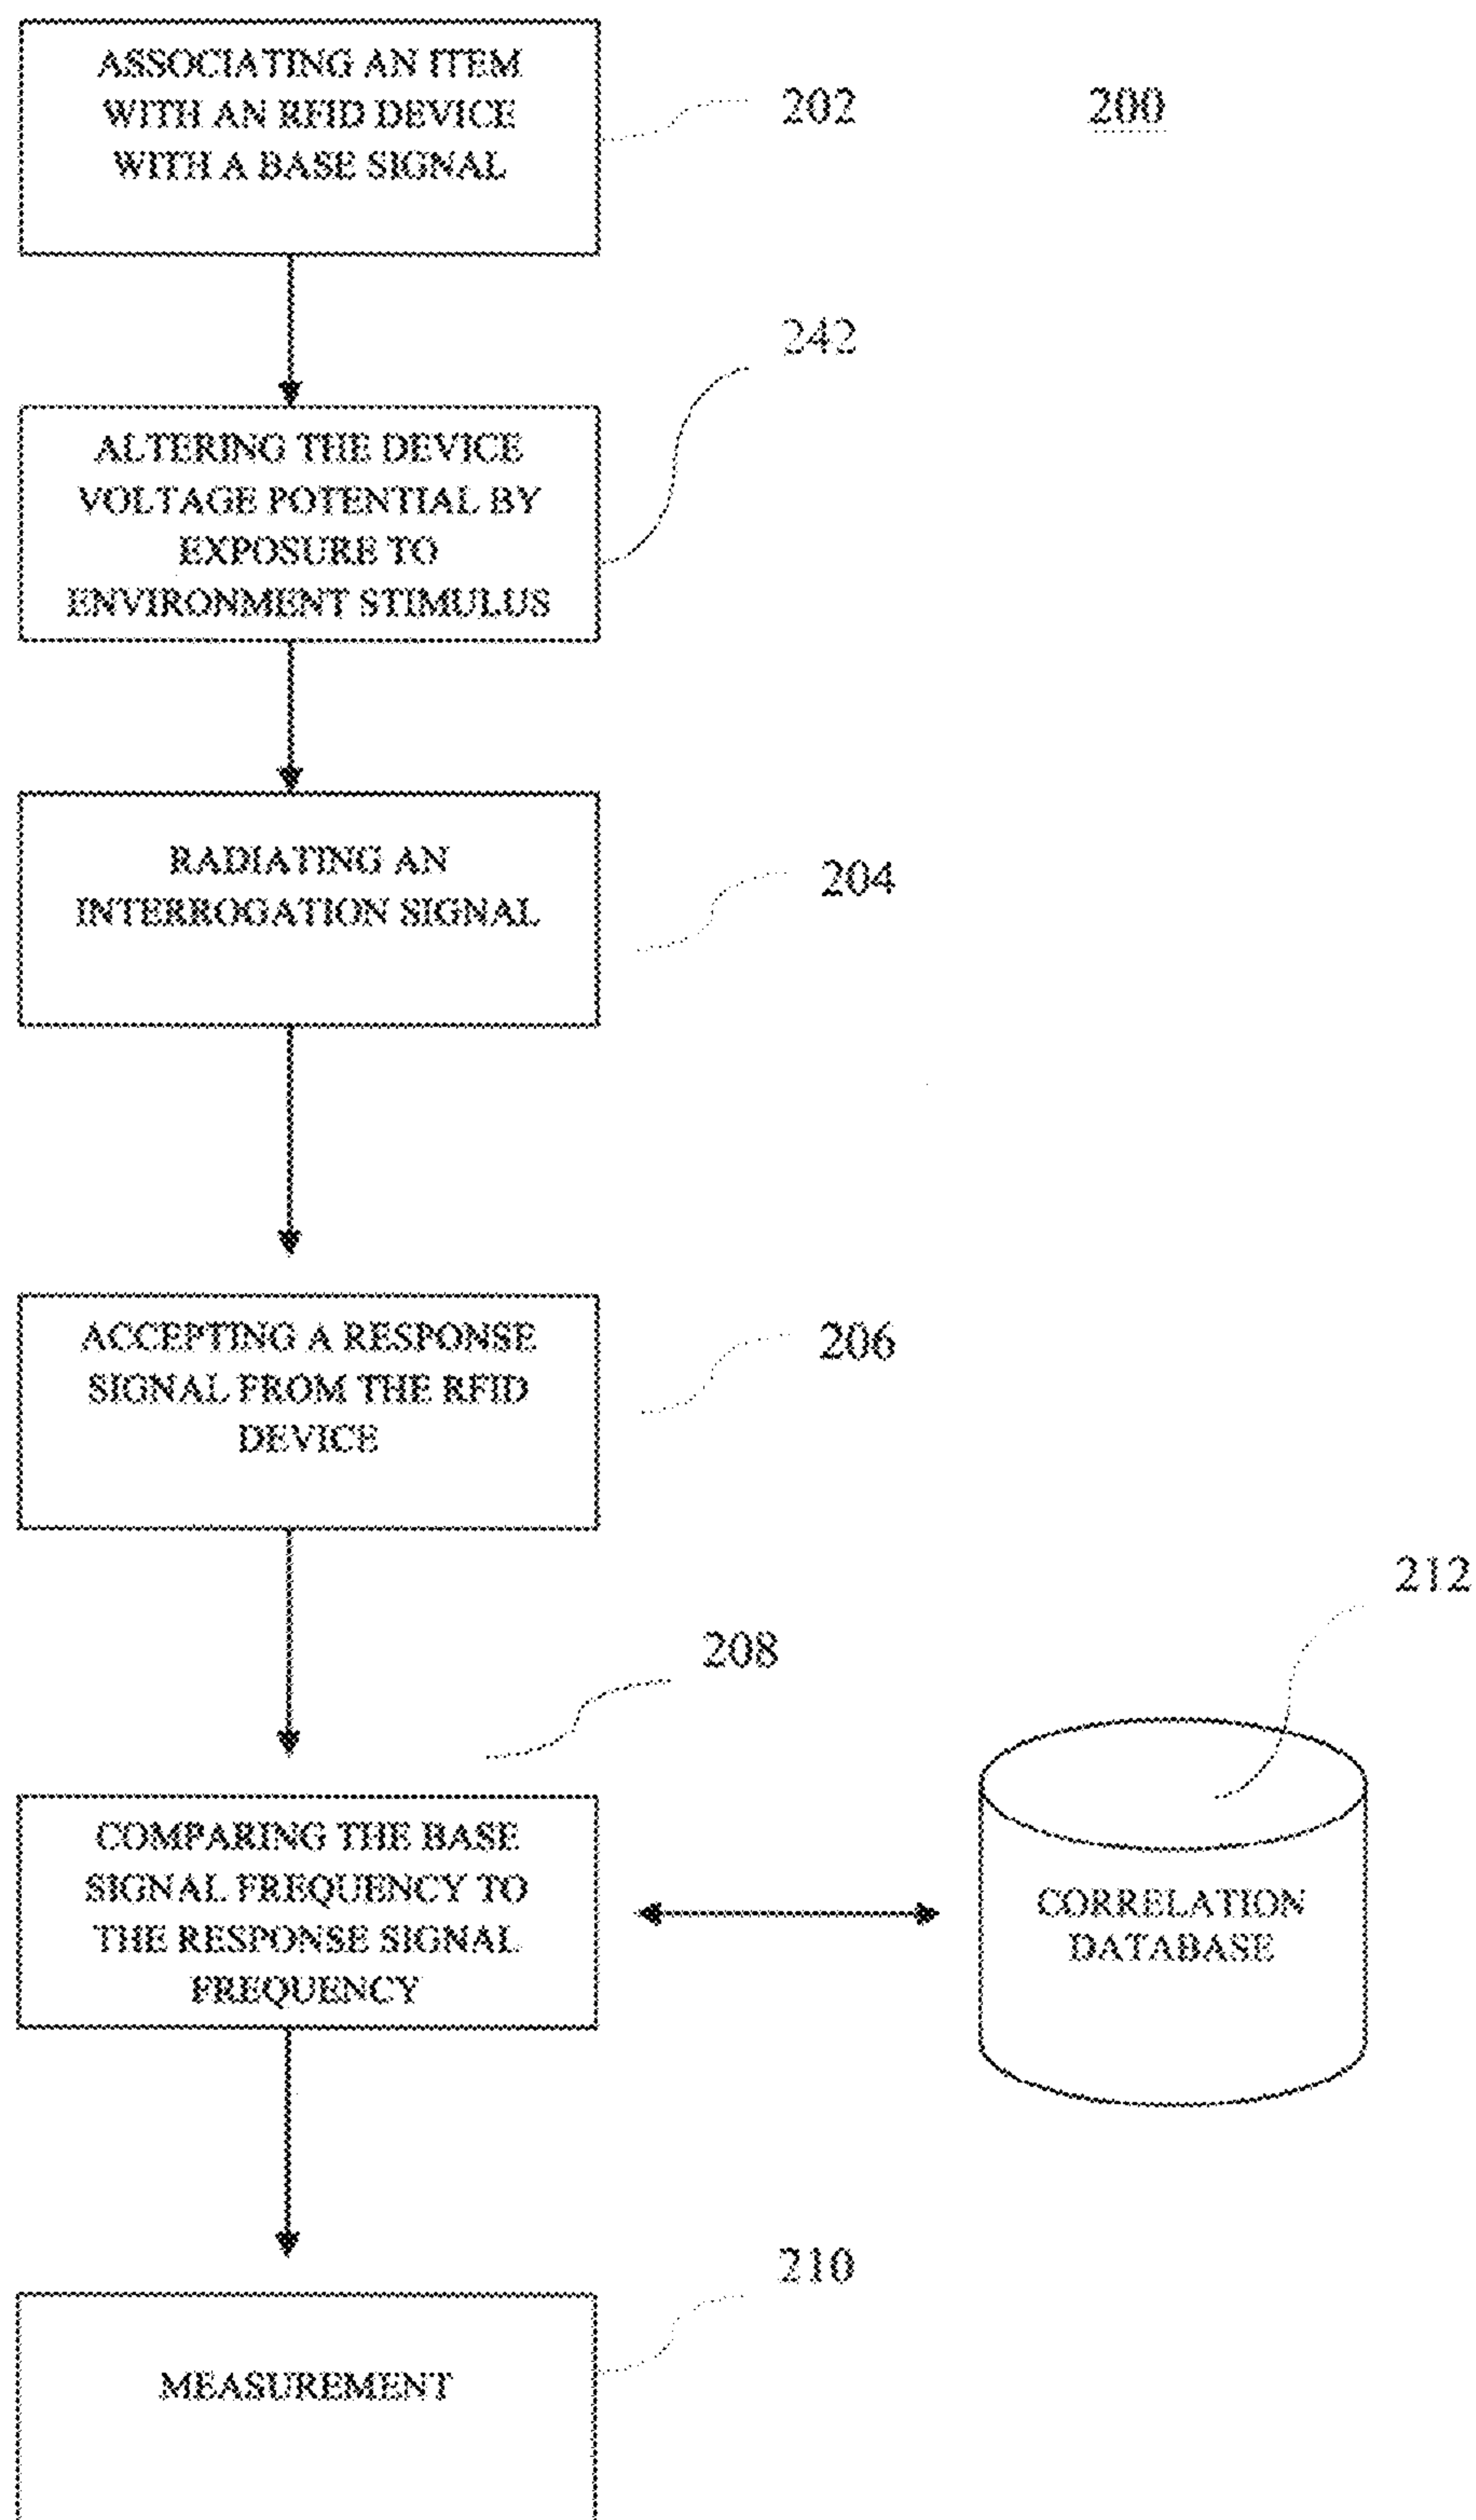 ASSOCIATING AN ITEM
WITH AN RFID DEVICE
WITH A BASE SIGNAL
202
200
242
ALTERING THE DEVICE
VOLTAGE POTENTIAL BY
EXPOSURE TO
ENVIRONMENT STIMULUS
RADIATING AN
INTERROGATION SIGNAL
204
ACCEPTING A RESPONSE
SIGNAL FROM THE RFID
DEVICE
206
212
208
COMPARING THE BASE
SIGNAL FREQUENCY TO
THE RESPONSE SIGNAL
FREQUENCY
CORRELATION
DATABASE
210
MEASUREMENT